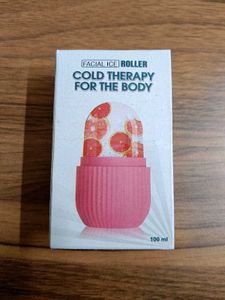 FACIAL ICE ROLLER
COLD THERAPY
FOR THE BODY
100 ml